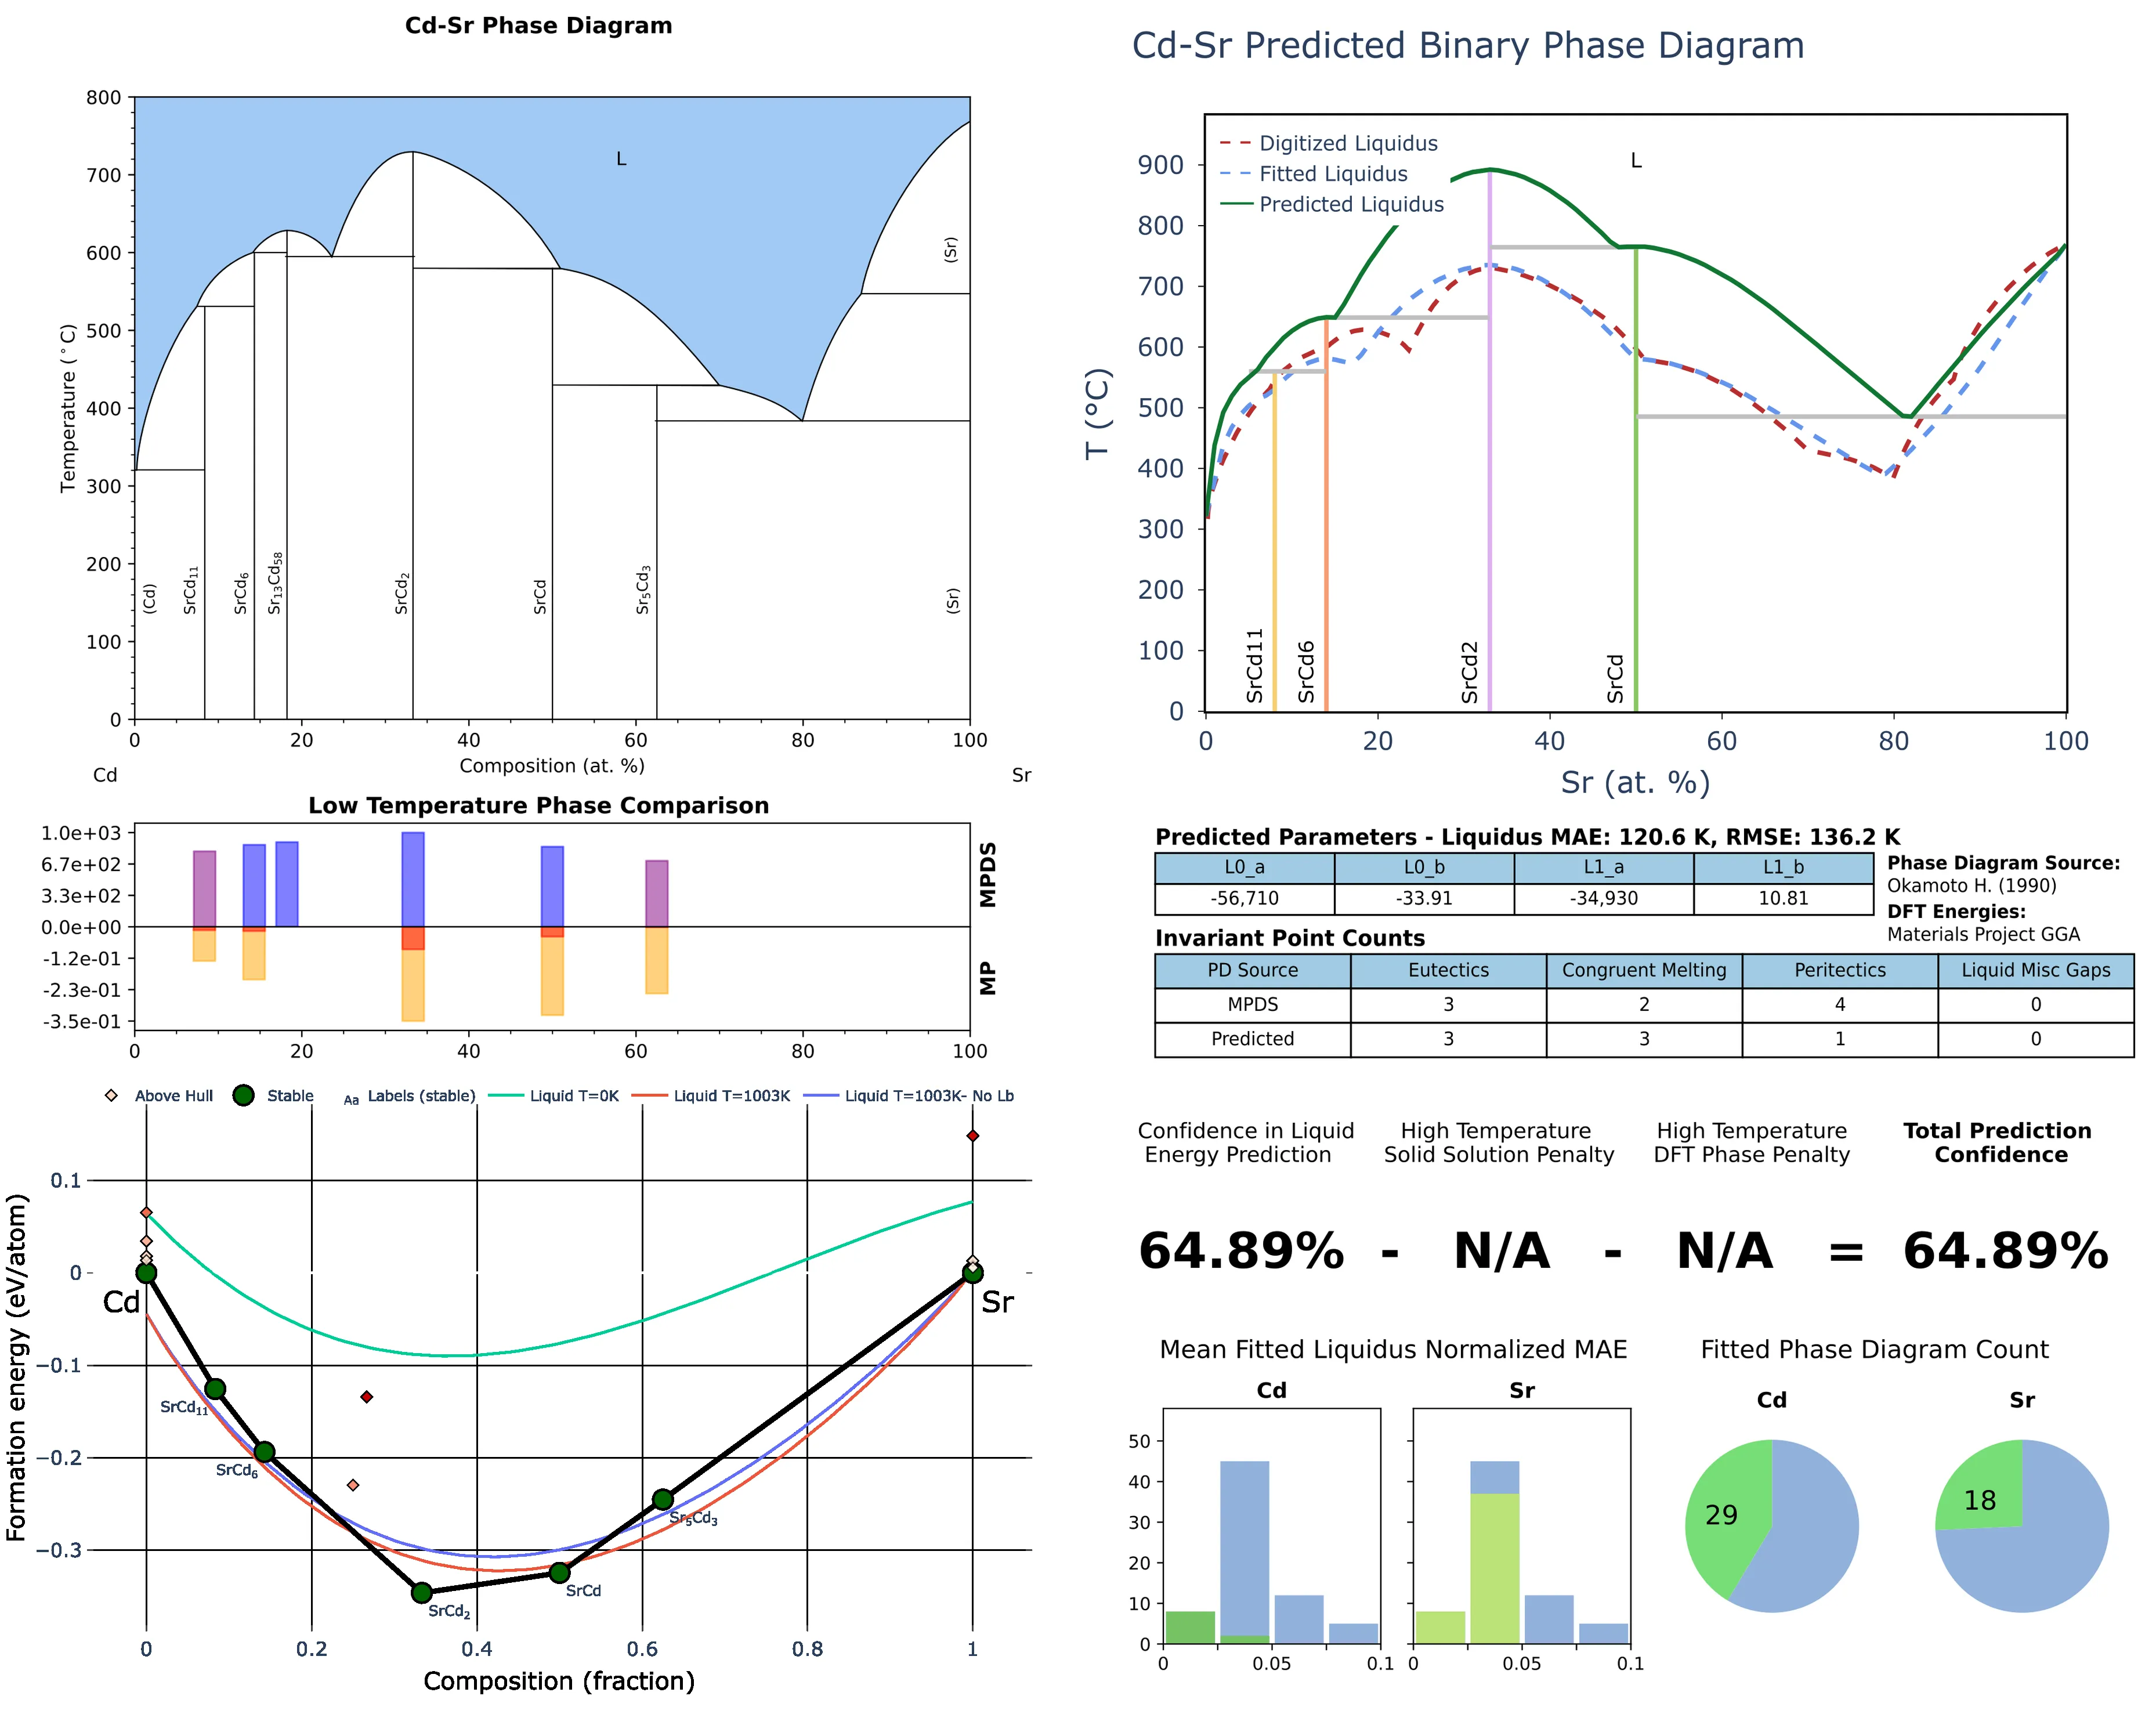 Cd-Sr Phase Diagram
800
700
600
500
400
300
200
100
0
Temperature (°C)
L
(Sr)
(Cd)
SrCd₁₁
SrCd₆
Sr₁₃Cd₅₈
SrCd₂
SrCd
Sr₅Cd₃
(Sr)
0 20 40 60 80 100
Composition (at. %)
Cd Sr
Low Temperature Phase Comparison
1.0e+03
6.7e+02
3.3e+02
0.0e+00
-1.2e-01
-2.3e-01
-3.5e-01
MPDS
MP
0 20 40 60 80 100
Above Hull Stable Aa Labels (stable) Liquid T=0K Liquid T=1003K Liquid T=1003K- No Lb
0.1
0
−0.1
−0.2
−0.3
Formation energy (eV/atom)
Cd
Sr
SrCd₁₁
SrCd₆
Sr₅Cd₃
SrCd
SrCd₂
0 0.2 0.4 0.6 0.8 1
Composition (fraction)
Cd-Sr Predicted Binary Phase Diagram
Digitized Liquidus
Fitted Liquidus
Predicted Liquidus
L
900
800
700
600
500
400
300
200
100
0
T (°C)
SrCd11
SrCd6
SrCd2
SrCd
0 20 40 60 80 100
Sr (at. %)
Predicted Parameters - Liquidus MAE: 120.6 K, RMSE: 136.2 K
L0_a L0_b L1_a L1_b
-56,710 -33.91 -34,930 10.81
Phase Diagram Source:
Okamoto H. (1990)
DFT Energies:
Materials Project GGA
Invariant Point Counts
PD Source Eutectics Congruent Melting Peritectics Liquid Misc Gaps
MPDS 3 2 4 0
Predicted 3 3 1 0
Confidence in Liquid
Energy Prediction
High Temperature
Solid Solution Penalty
High Temperature
DFT Phase Penalty
Total Prediction
Confidence
64.89% - N/A - N/A = 64.89%
Mean Fitted Liquidus Normalized MAE
Cd
Sr
50
40
30
20
10
0
0 0.05 0.1
0 0.05 0.1
Fitted Phase Diagram Count
Cd
Sr
29
18